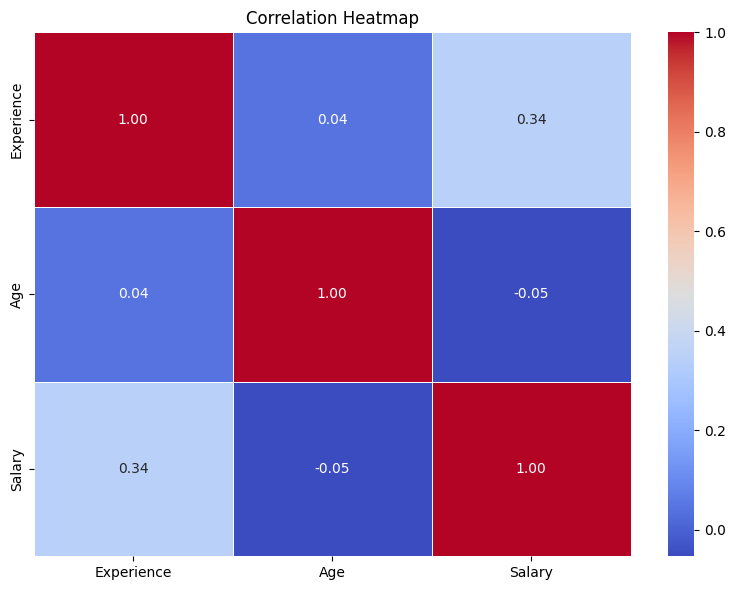 Correlation Heatmap
Experience
1.00
0.04
0.34
Age
0.04
1.00
-0.05
Salary
0.34
-0.05
1.00
Experience
Age
Salary
1.0
0.8
0.6
0.4
0.2
0.0